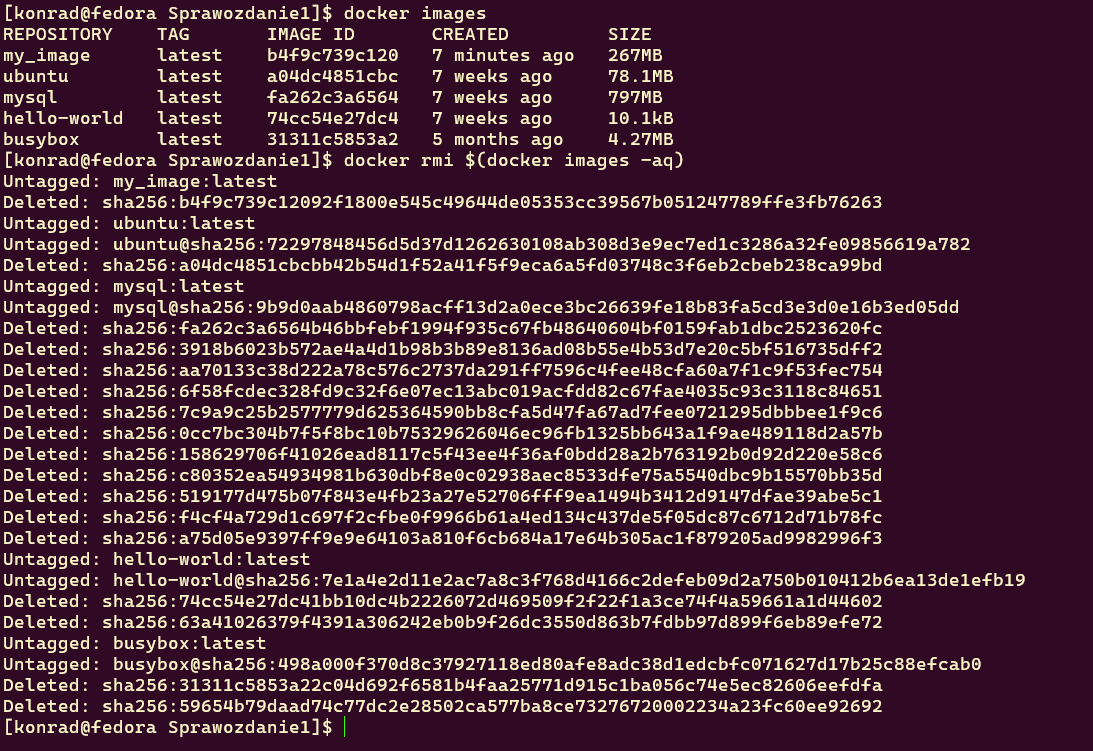 [konrad@fedora Sprawozdanie1]$ docker images
REPOSITORY    TAG       IMAGE ID       CREATED         SIZE
my_image      latest    b4f9c739c120   7 minutes ago   267MB
ubuntu        latest    a04dc4851cbc   7 weeks ago     78.1MB
mysql         latest    fa262c3a6564   7 weeks ago     797MB
hello-world   latest    74cc54e27dc4   7 weeks ago     10.1kB
busybox       latest    31311c5853a2   5 months ago    4.27MB
[konrad@fedora Sprawozdanie1]$ docker rmi $(docker images -aq)
Untagged: my_image:latest
Deleted: sha256:b4f9c739c12092f1800e545c49644de05353cc39567b051247789ffe3fb76263
Untagged: ubuntu:latest
Untagged: ubuntu@sha256:72297848456d5d37d1262630108ab308d3e9ec7ed1c3286a32fe09856619a782
Deleted: sha256:a04dc4851cbcbb42b54d1f52a41f5f9eca6a5fd03748c3f6eb2cbeb238ca99bd
Untagged: mysql:latest
Untagged: mysql@sha256:9b9d0aab4860798acff13d2a0ece3bc26639fe18b83fa5cd3e3d0e16b3ed05dd
Deleted: sha256:fa262c3a6564b46bbfebf1994f935c67fb48640604bf0159fab1dbc2523620fc
Deleted: sha256:3918b6023b572ae4a4d1b98b3b89e8136ad08b55e4b53d7e20c5bf516735dff2
Deleted: sha256:aa70133c38d222a78c576c2737da291ff7596c4fee48cfa60a7f1c9f53fec754
Deleted: sha256:6f58fcdec328fd9c32f6e07ec13abc019acfdd82c67fae4035c93c3118c84651
Deleted: sha256:7c9a9c25b2577779d625364590bb8cfa5d47fa67ad7fee0721295dbbbee1f9c6
Deleted: sha256:0cc7bc304b7f5f8bc10b75329626046ec96fb1325bb643a1f9ae489118d2a57b
Deleted: sha256:158629706f41026ead8117c5f43ee4f36af0bdd28a2b763192b0d92d220e58c6
Deleted: sha256:c80352ea54934981b630dbf8e0c02938aec8533dfe75a5540dbc9b15570bb35d
Deleted: sha256:519177d475b07f843e4fb23a27e52706fff9ea1494b3412d9147dfae39abe5c1
Deleted: sha256:f4cf4a729d1c697f2cfbe0f9966b61a4ed134c437de5f05dc87c6712d71b78fc
Deleted: sha256:a75d05e9397ff9e9e64103a810f6cb684a17e64b305ac1f879205ad9982996f3
Untagged: hello-world:latest
Untagged: hello-world@sha256:7e1a4e2d11e2ac7a8c3f768d4166c2defeb09d2a750b010412b6ea13de1efb19
Deleted: sha256:74cc54e27dc41bb10dc4b2226072d469509f2f22f1a3ce74f4a59661a1d44602
Deleted: sha256:63a41026379f4391a306242eb0b9f26dc3550d863b7fdbb97d899f6eb89efe72
Untagged: busybox:latest
Untagged: busybox@sha256:498a000f370d8c37927118ed80afe8adc38d1edcbfc071627d17b25c88efcab0
Deleted: sha256:31311c5853a22c04d692f6581b4faa25771d915c1ba056c74e5ec82606eefdfa
Deleted: sha256:59654b79daad74c77dc2e28502ca577ba8ce73276720002234a23fc60ee92692
[konrad@fedora Sprawozdanie1]$